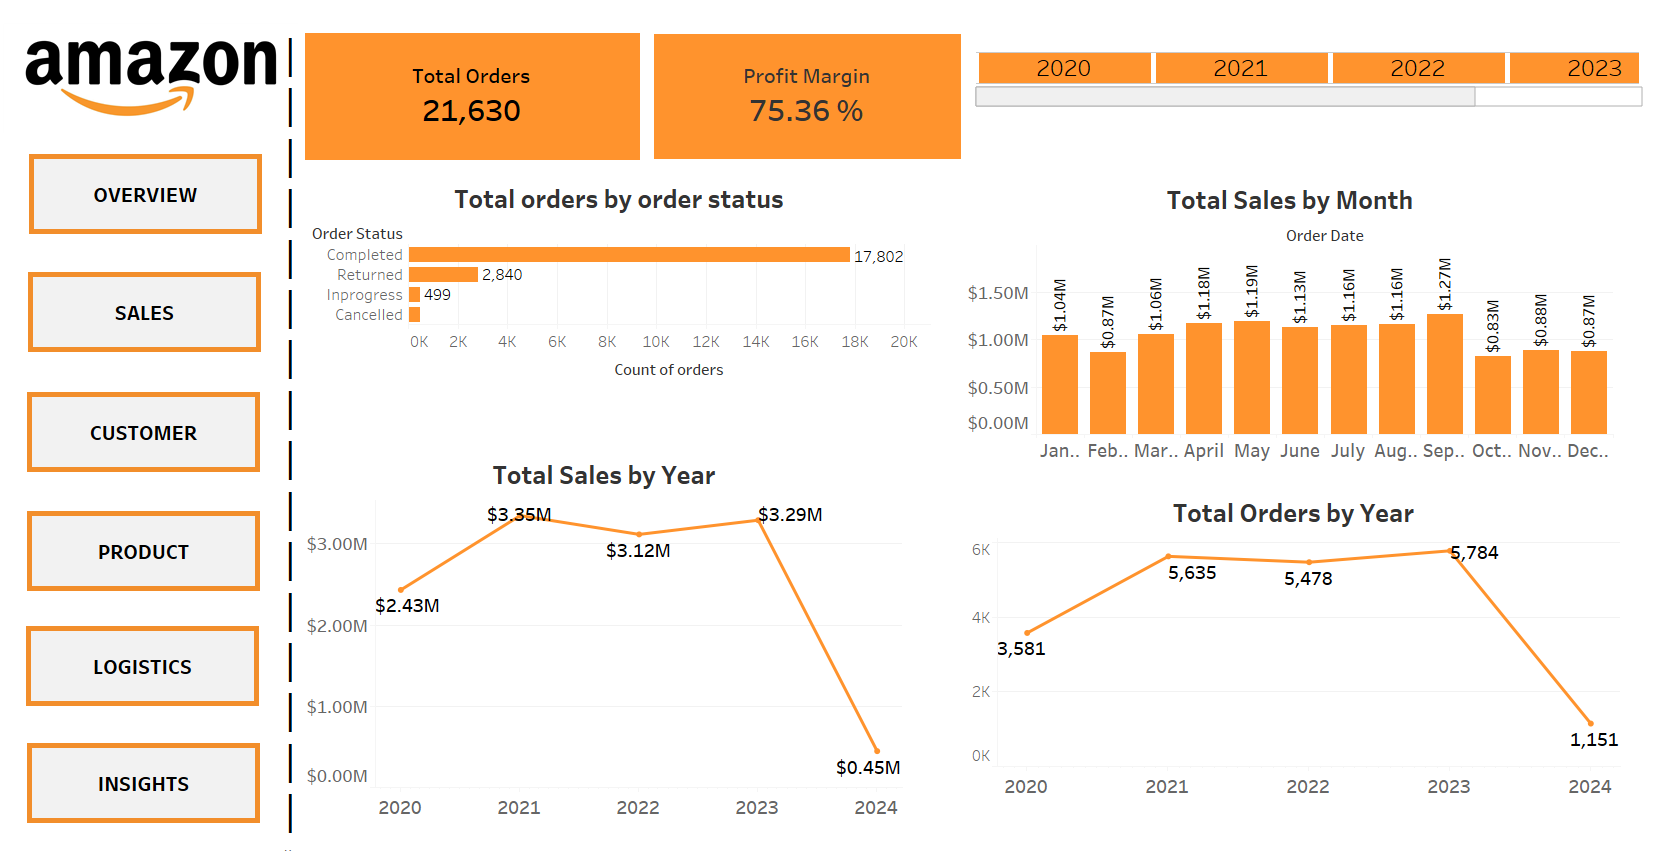 amazon
OVERVIEW
SALES
CUSTOMER
PRODUCT
LOGISTICS
INSIGHTS
Total Orders
21,630
Profit Margin
75.36 %
2020 2021 2022 2023
Total orders by order status
Order Status
Completed 17,802
Returned 2,840
Inprogress 499
Cancelled
0K 2K 4K 6K 8K 10K 12K 14K 16K 18K 20K
Count of orders
Total Sales by Month
Order Date
$1.04M $0.87M $1.06M $1.18M $1.19M $1.13M $1.16M $1.16M $1.27M $0.83M $0.88M $0.87M
$1.50M
$1.00M
$0.50M
$0.00M
Jan.. Feb.. Mar.. April May June July Aug.. Sep.. Oct.. Nov.. Dec..
Total Sales by Year
$3.35M $3.29M
$3.00M
$3.12M
$2.43M
$2.00M
$1.00M
$0.45M
$0.00M
2020 2021 2022 2023 2024
Total Orders by Year
6K
5,784
5,635 5,478
4K
3,581
2K
1,151
0K
2020 2021 2022 2023 2024